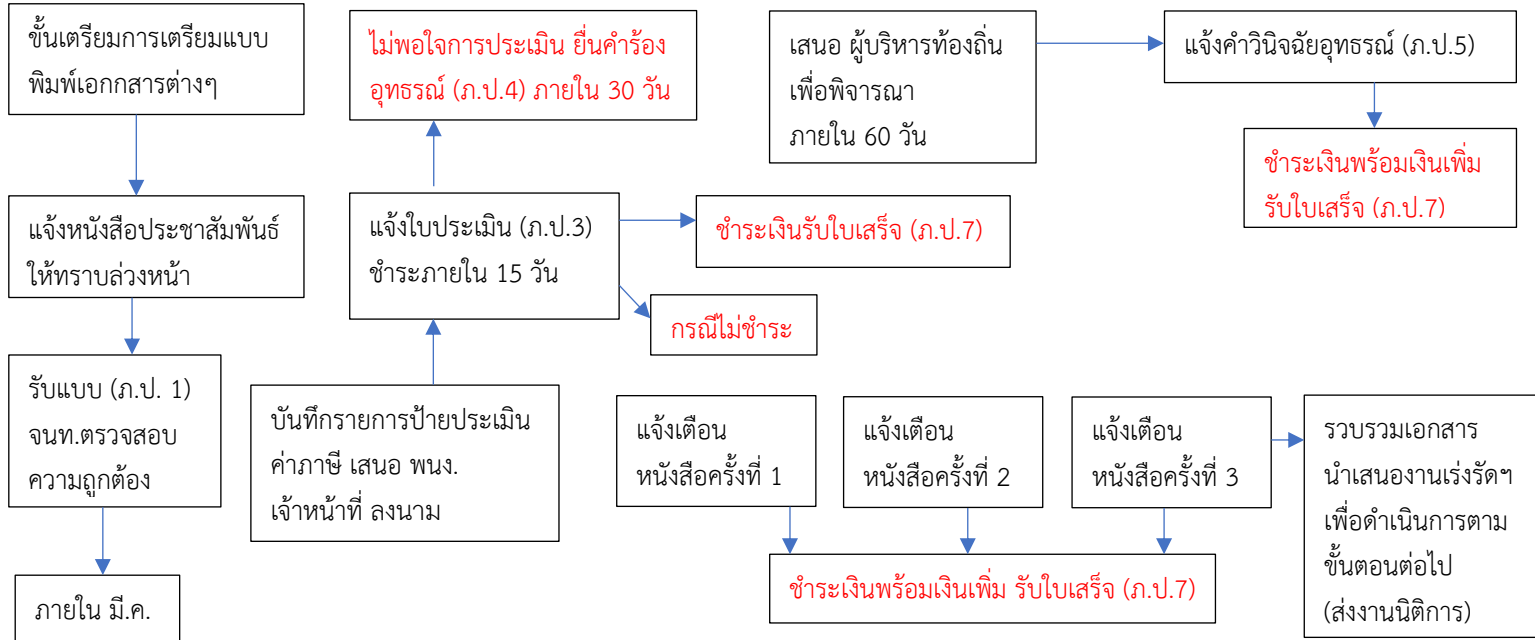 ขั้นเตรียมการเตรียมแบบ
พิมพ์เอกกสารต่างๆ
แจ้งหนังสือประชาสัมพันธ์
ให้ทราบล่วงหน้า
รับแบบ (ภ.ป. 1)
จนท.ตรวจสอบ
ความถูกต้อง
ภายใน มี.ค.
ไม่พอใจการประเมิน ยื่นคำร้อง
อุทธรณ์ (ภ.ป.4) ภายใน 30 วัน
แจ้งใบประเมิน (ภ.ป.3)
ชำระภายใน 15 วัน
บันทึกรายการป้ายประเมิน
ค่าภาษี เสนอ พนง.
เจ้าหน้าที่ ลงนาม
ชำระเงินรับใบเสร็จ (ภ.ป.7)
กรณีไม่ชำระ
เสนอ ผู้บริหารท้องถิ่น
เพื่อพิจารณา
ภายใน 60 วัน
แจ้งคำวินิจฉัยอุทธรณ์ (ภ.ป.5)
ชำระเงินพร้อมเงินเพิ่ม
รับใบเสร็จ (ภ.ป.7)
แจ้งเตือน
หนังสือครั้งที่ 1
แจ้งเตือน
หนังสือครั้งที่ 2
แจ้งเตือน
หนังสือครั้งที่ 3
ชำระเงินพร้อมเงินเพิ่ม รับใบเสร็จ (ภ.ป.7)
รวบรวมเอกสาร
นำเสนองานเร่งรัดฯ
เพื่อดำเนินการตาม
ขั้นตอนต่อไป
(ส่งงานนิติการ)